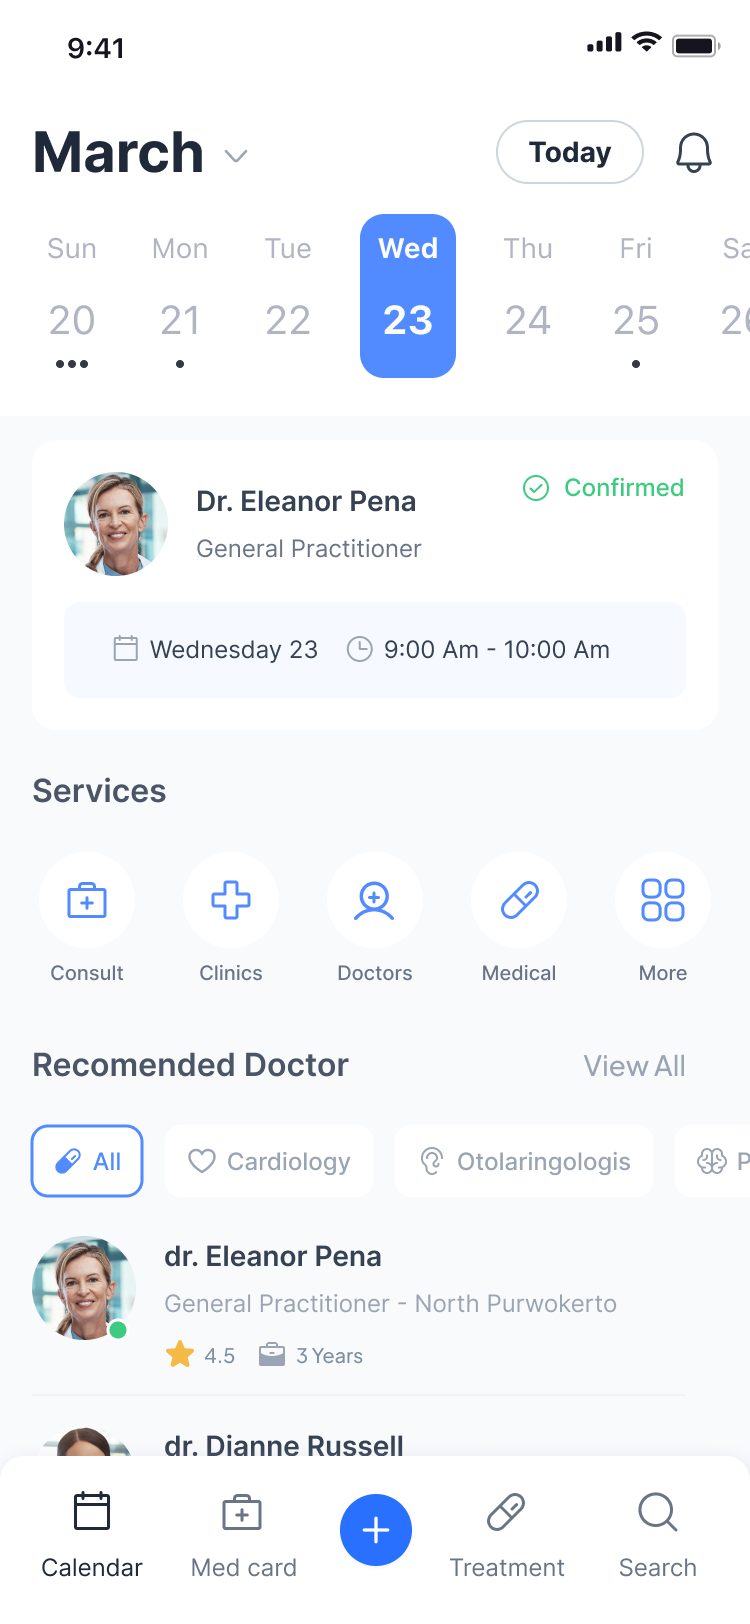 9:41
March
Today
Sun Mon Tue Wed Thu Fri Sa
20 21 22 23 24 25 26
Dr. Eleanor Pena
Confirmed
General Practitioner
Wednesday 23 9:00 Am - 10:00 Am
Services
Consult Clinics Doctors Medical More
Recomended Doctor View All
All Cardiology Otolaringologis P
dr. Eleanor Pena
General Practitioner - North Purwokerto
4.5 3 Years
dr. Dianne Russell
Calendar Med card Treatment Search